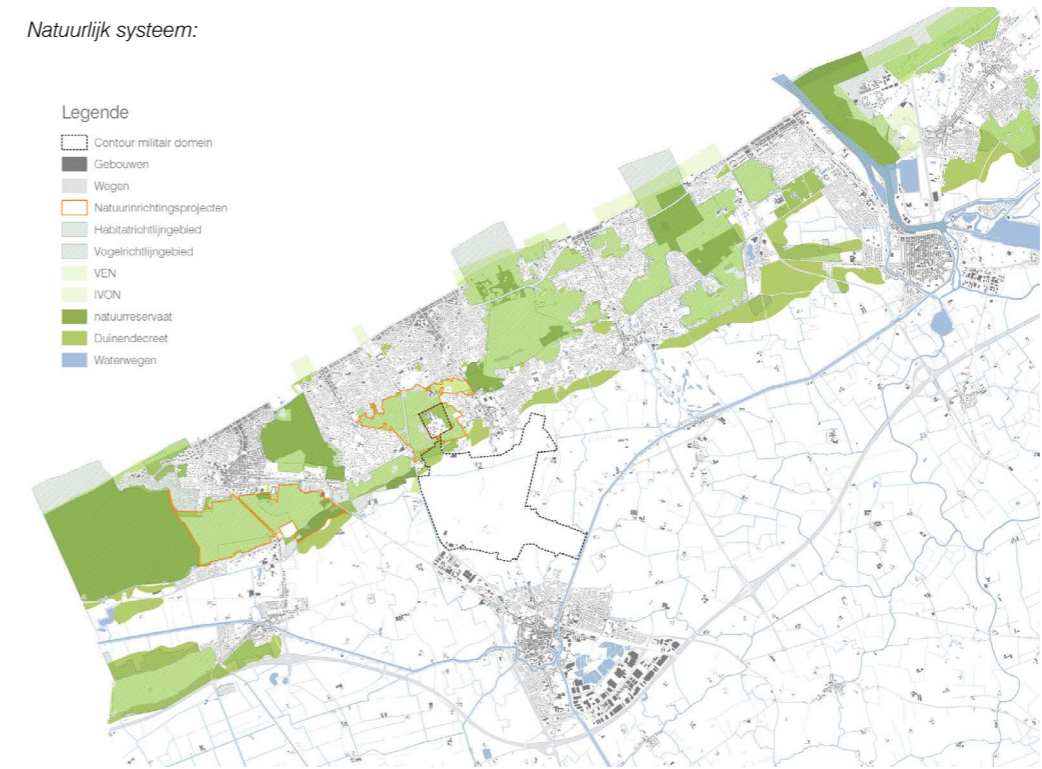 Natuurlijk systeem:
Legende
Contour militair domein
Gebouwen
Wegen
Natuurinrichtingsprojecten
Habitatrichtlijngebied
Vogelrichtlijngebied
VEN
IVON
natuurreservaat
Duinendecreet
Waterwegen